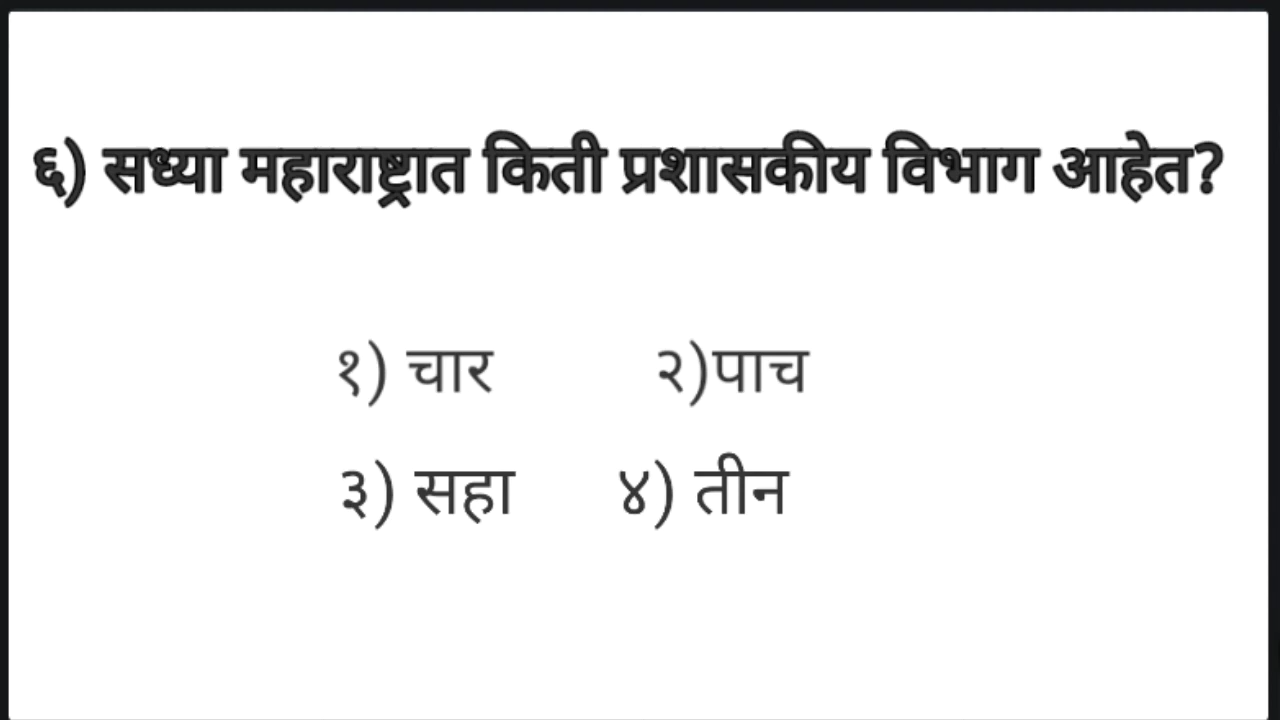 ६) सध्या महाराष्ट्रात किती प्रशासकीय विभाग आहेत?
१) चार २)पाच
३) सहा ४) तीन